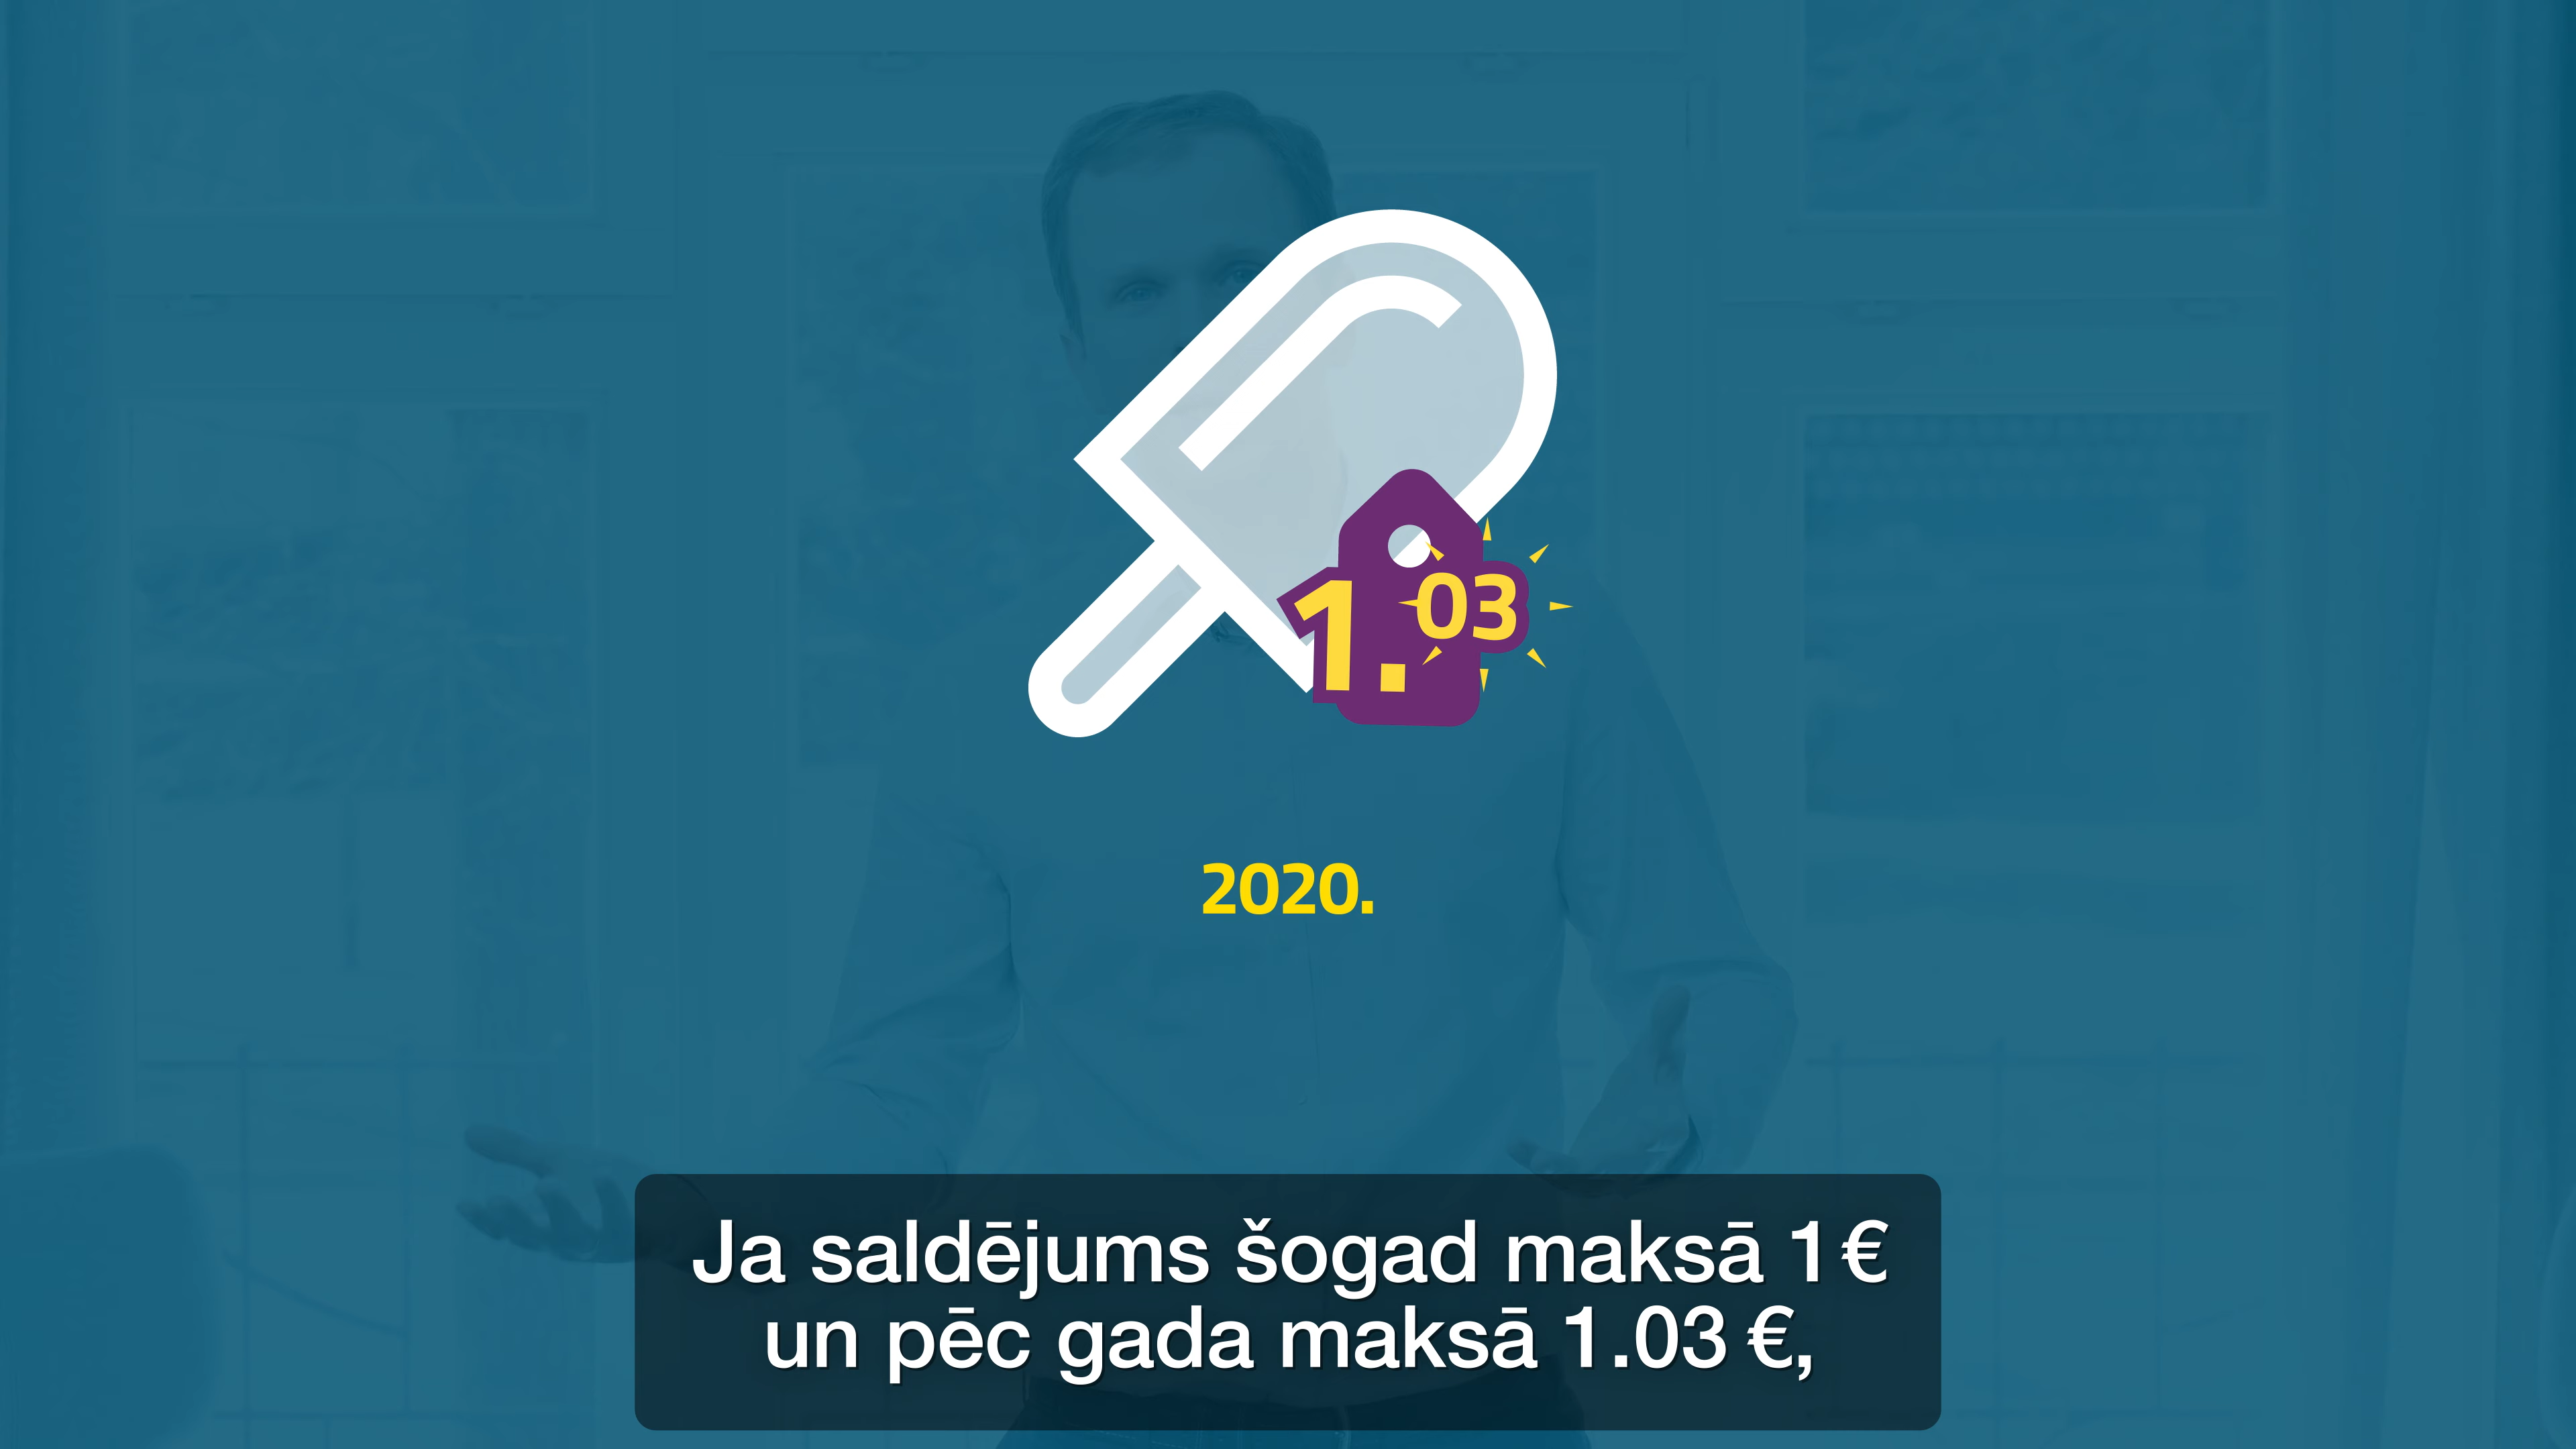 1.03
2020.
Ja saldējums šogad maksā 1 €
un pēc gada maksā 1.03 €,